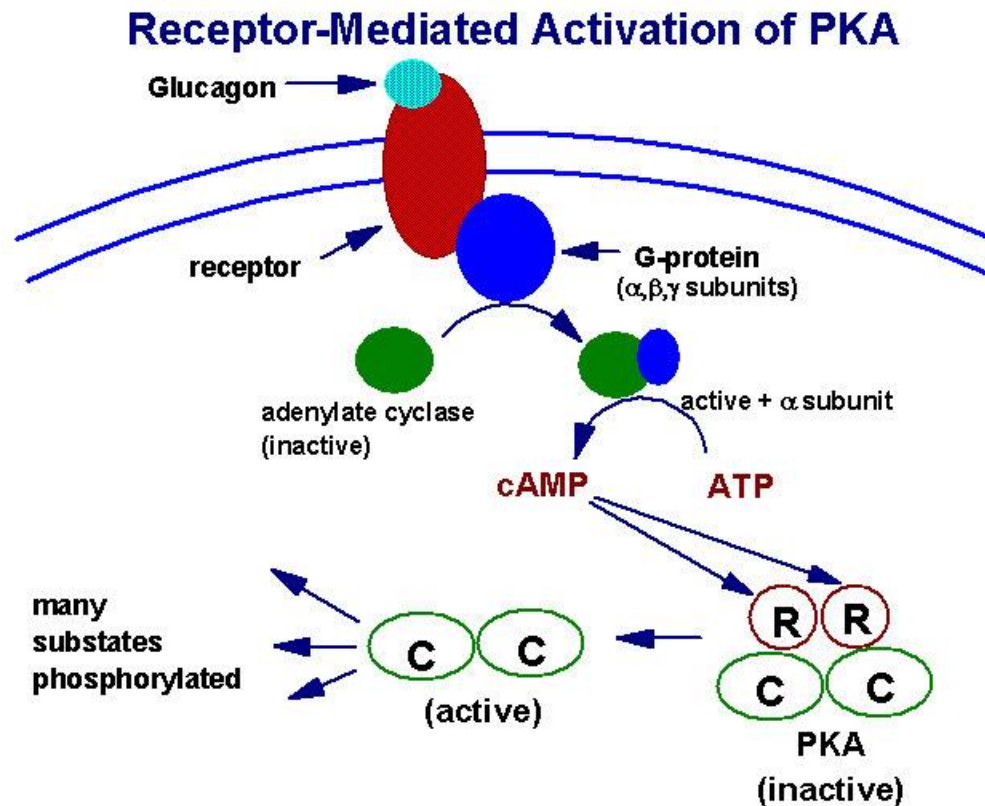 Receptor-Mediated Activation of PKA
Glucagon
receptor
G-protein
(α,β,γ subunits)
adenylate cyclase
(inactive)
active + α subunit
cAMP
ATP
many
substates
phosphorylated
C
C
(active)
R
R
C
C
PKA
(inactive)